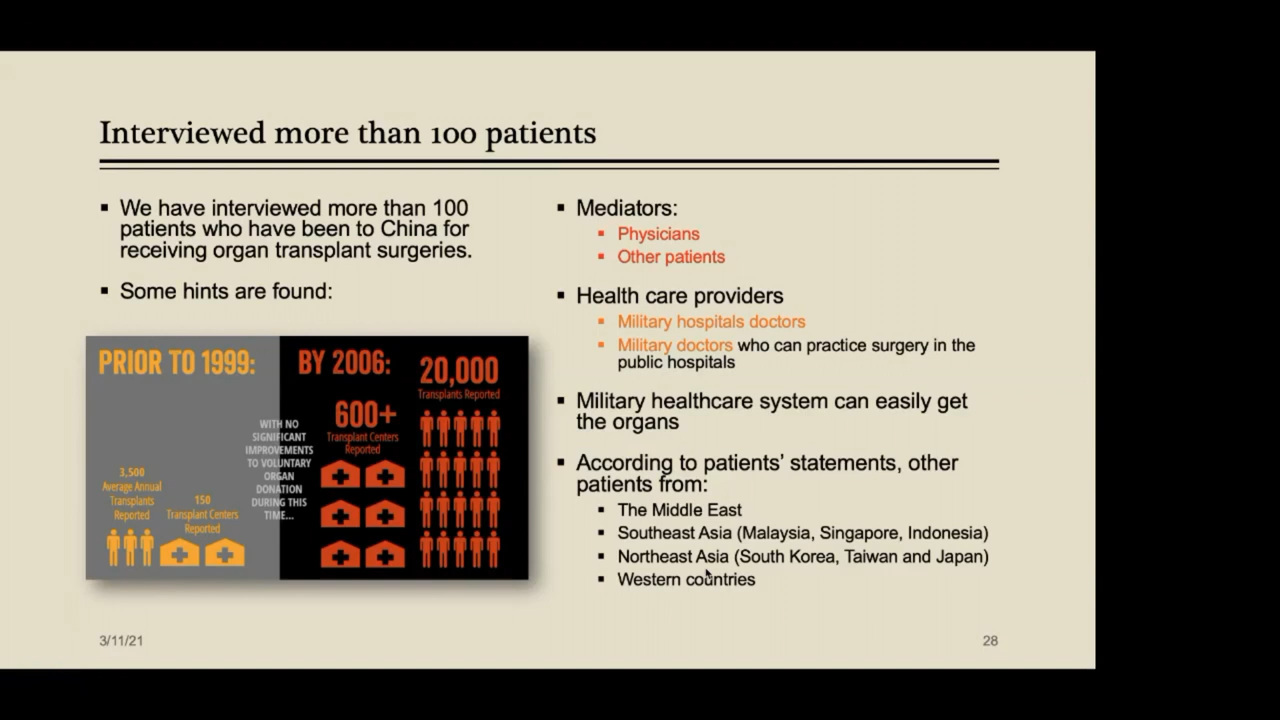 Interviewed more than 100 patients
▪ We have interviewed more than 100
patients who have been to China for
receiving organ transplant surgeries.
▪ Some hints are found:
PRIOR TO 1999:
3,500
Average Annual
Transplants
Reported
150
Transplant Centers
Reported
WITH NO
SIGNIFICANT
IMPROVEMENTS
TO VOLUNTARY
ORGAN
DONATION
DURING THIS
TIME...
BY 2006:
600+
Transplant Centers
Reported
20,000
Transplants Reported
▪ Mediators:
▪ Physicians
▪ Other patients
▪ Health care providers
▪ Military hospitals doctors
▪ Military doctors who can practice surgery in the
public hospitals
▪ Military healthcare system can easily get
the organs
▪ According to patients' statements, other
patients from:
▪ The Middle East
▪ Southeast Asia (Malaysia, Singapore, Indonesia)
▪ Northeast Asia (South Korea, Taiwan and Japan)
▪ Western countries
3/11/21
28